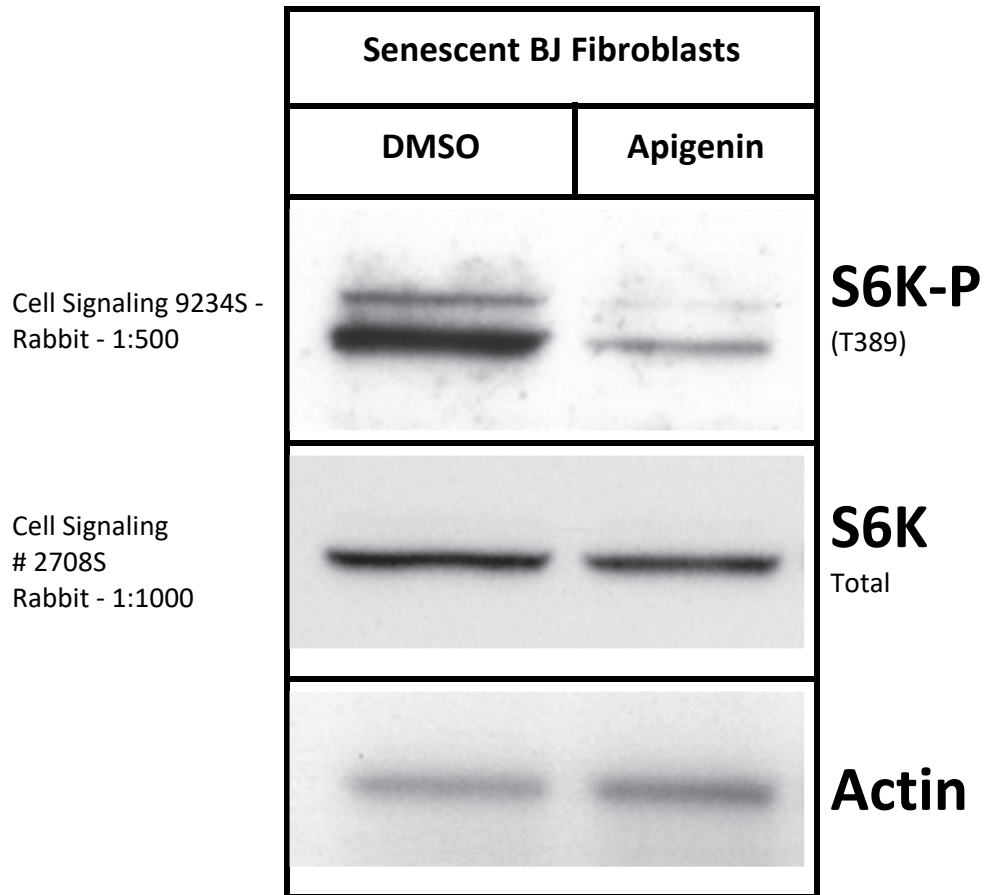 Senescent BJ Fibroblasts
DMSO
Apigenin
Cell Signaling 9234S -
Rabbit - 1:500
S6K-P
(T389)
Cell Signaling
# 2708S
Rabbit - 1:1000
S6K
Total
Actin